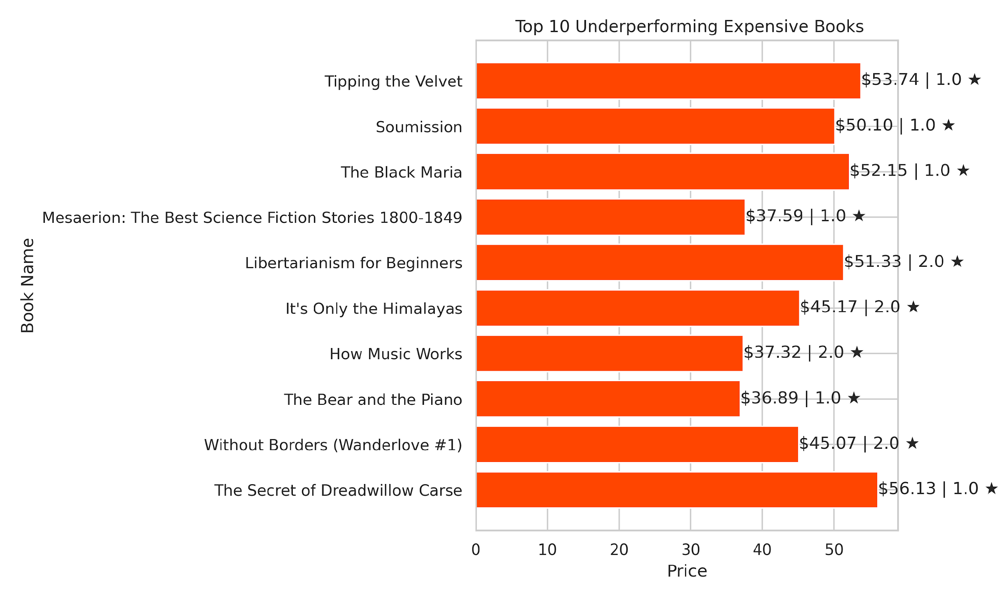 Top 10 Underperforming Expensive Books
Tipping the Velvet
$53.74 | 1.0 ★
Soumission
$50.10 | 1.0 ★
The Black Maria
$52.15 | 1.0 ★
Mesaerion: The Best Science Fiction Stories 1800-1849
$37.59 | 1.0 ★
Libertarianism for Beginners
$51.33 | 2.0 ★
It's Only the Himalayas
$45.17 | 2.0 ★
How Music Works
$37.32 | 2.0 ★
The Bear and the Piano
$36.89 | 1.0 ★
Without Borders (Wanderlove #1)
$45.07 | 2.0 ★
The Secret of Dreadwillow Carse
$56.13 | 1.0 ★
Book Name
0 10 20 30 40 50
Price